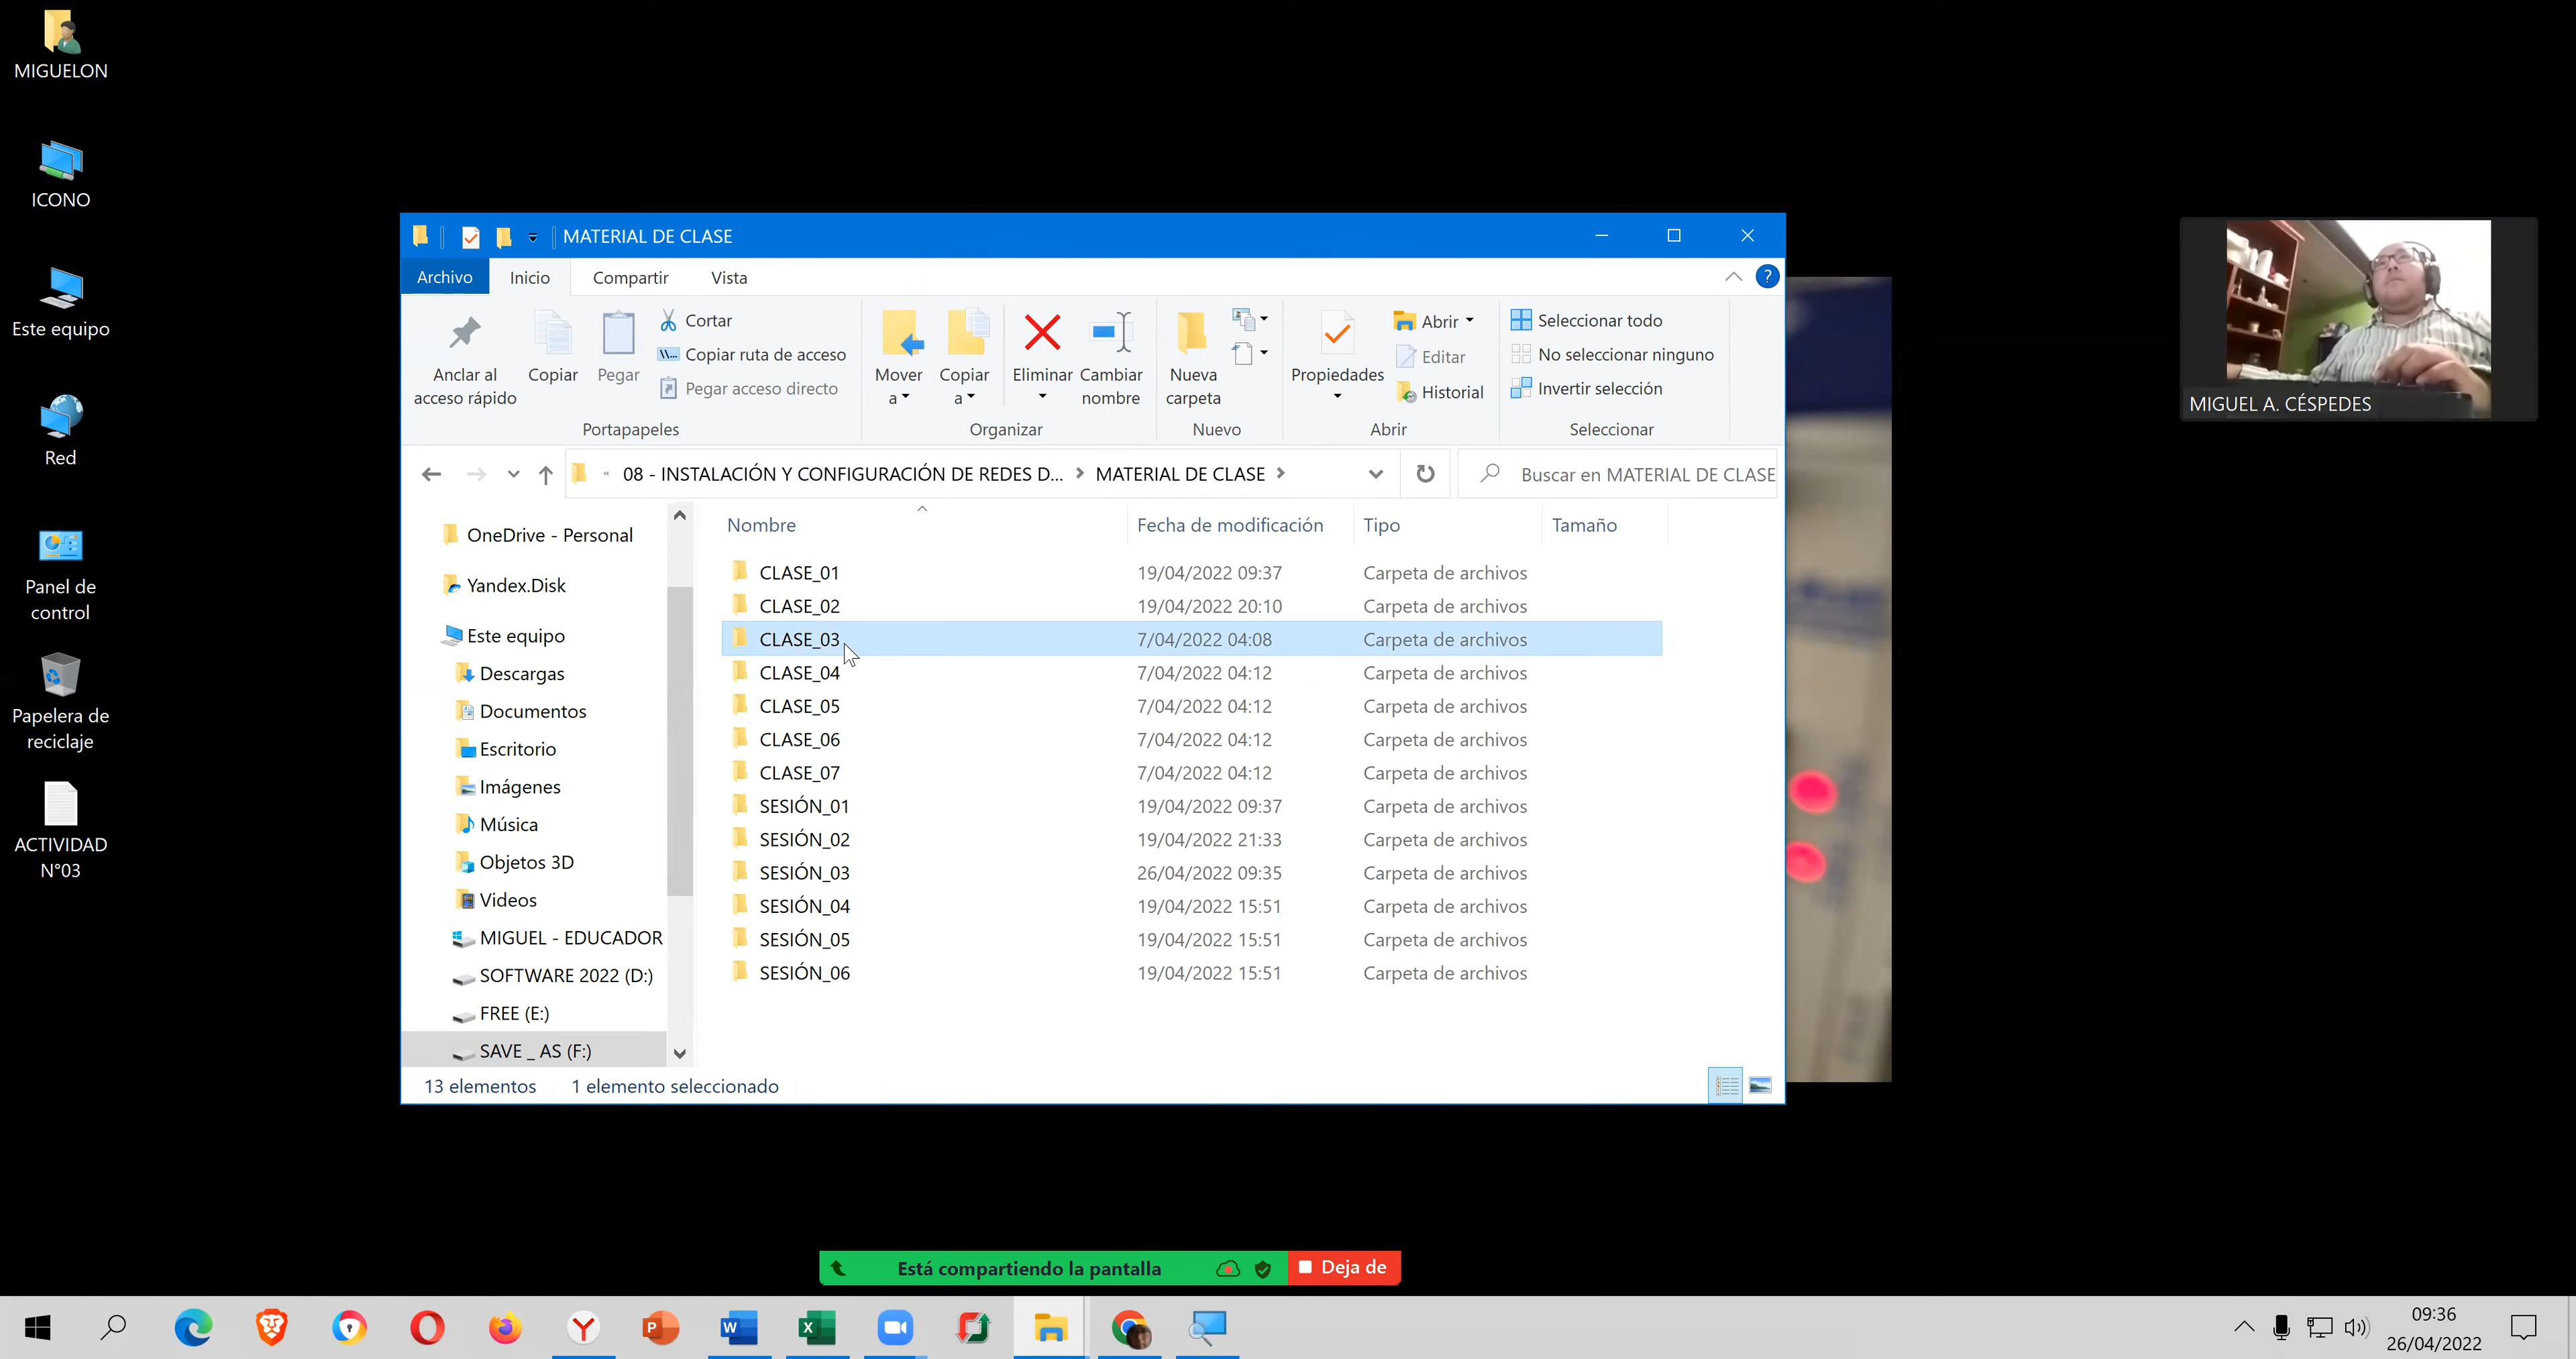 MIGUELON
ICONO
Este equipo
Red
Panel de
control
Papelera de
reciclaje
ACTIVIDAD
N°03
MATERIAL DE CLASE
Archivo Inicio Compartir Vista
Anclar al
acceso rápido
Copiar
Pegar
Cortar
Copiar ruta de acceso
Pegar acceso directo
Portapapeles
Mover
a
Copiar
a
Eliminar
Cambiar
nombre
Organizar
Nueva
carpeta
Nuevo
Propiedades
Abrir
Editar
Historial
Abrir
Seleccionar todo
No seleccionar ninguno
Invertir selección
Seleccionar
« 08 - INSTALACIÓN Y CONFIGURACIÓN DE REDES D... > MATERIAL DE CLASE >
Buscar en MATERIAL DE CLASE
OneDrive - Personal
Yandex.Disk
Este equipo
Descargas
Documentos
Escritorio
Imágenes
Música
Objetos 3D
Videos
MIGUEL - EDUCADOR
SOFTWARE 2022 (D:)
FREE (E:)
SAVE _ AS (F:)
Nombre Fecha de modificación Tipo Tamaño
CLASE_01 19/04/2022 09:37 Carpeta de archivos
CLASE_02 19/04/2022 20:10 Carpeta de archivos
CLASE_03 7/04/2022 04:08 Carpeta de archivos
CLASE_04 7/04/2022 04:12 Carpeta de archivos
CLASE_05 7/04/2022 04:12 Carpeta de archivos
CLASE_06 7/04/2022 04:12 Carpeta de archivos
CLASE_07 7/04/2022 04:12 Carpeta de archivos
SESIÓN_01 19/04/2022 09:37 Carpeta de archivos
SESIÓN_02 19/04/2022 21:33 Carpeta de archivos
SESIÓN_03 26/04/2022 09:35 Carpeta de archivos
SESIÓN_04 19/04/2022 15:51 Carpeta de archivos
SESIÓN_05 19/04/2022 15:51 Carpeta de archivos
SESIÓN_06 19/04/2022 15:51 Carpeta de archivos
13 elementos 1 elemento seleccionado
MIGUEL A. CÉSPEDES
Está compartiendo la pantalla
Deja de
09:36
26/04/2022